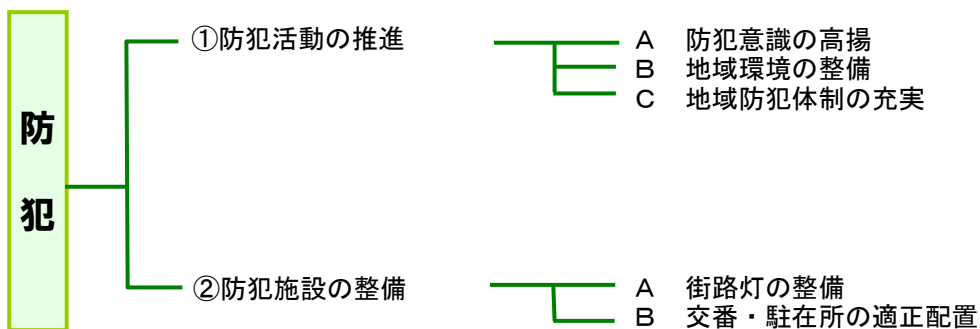 防犯
①防犯活動の推進
A 防犯意識の高揚
B 地域環境の整備
C 地域防犯体制の充実
②防犯施設の整備
A 街路灯の整備
B 交番・駐在所の適正配置